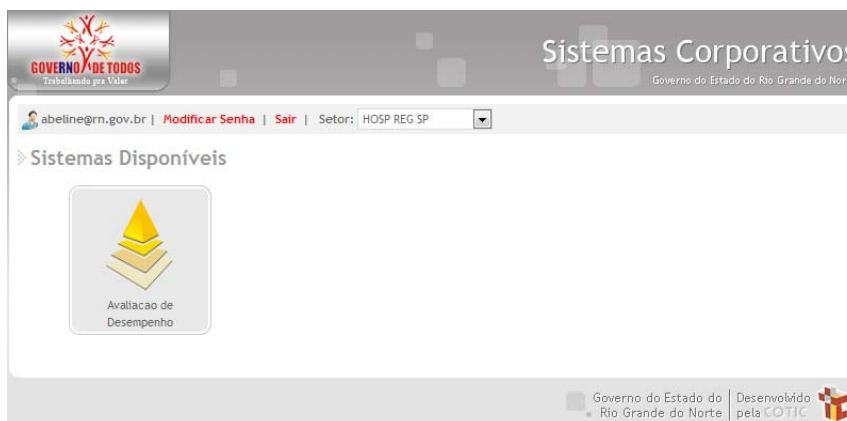 GOVERNO DE TODOS
Trabalhando pra Valer
Sistemas Corporativos
Governo do Estado do Rio Grande do Nor
abeline@rn.gov.br | Modificar Senha | Sair | Setor: HOSP REG SP
Sistemas Disponíveis
Avaliacao de
Desempenho
Governo do Estado do
Rio Grande do Norte
Desenvolvido
pela COTIC